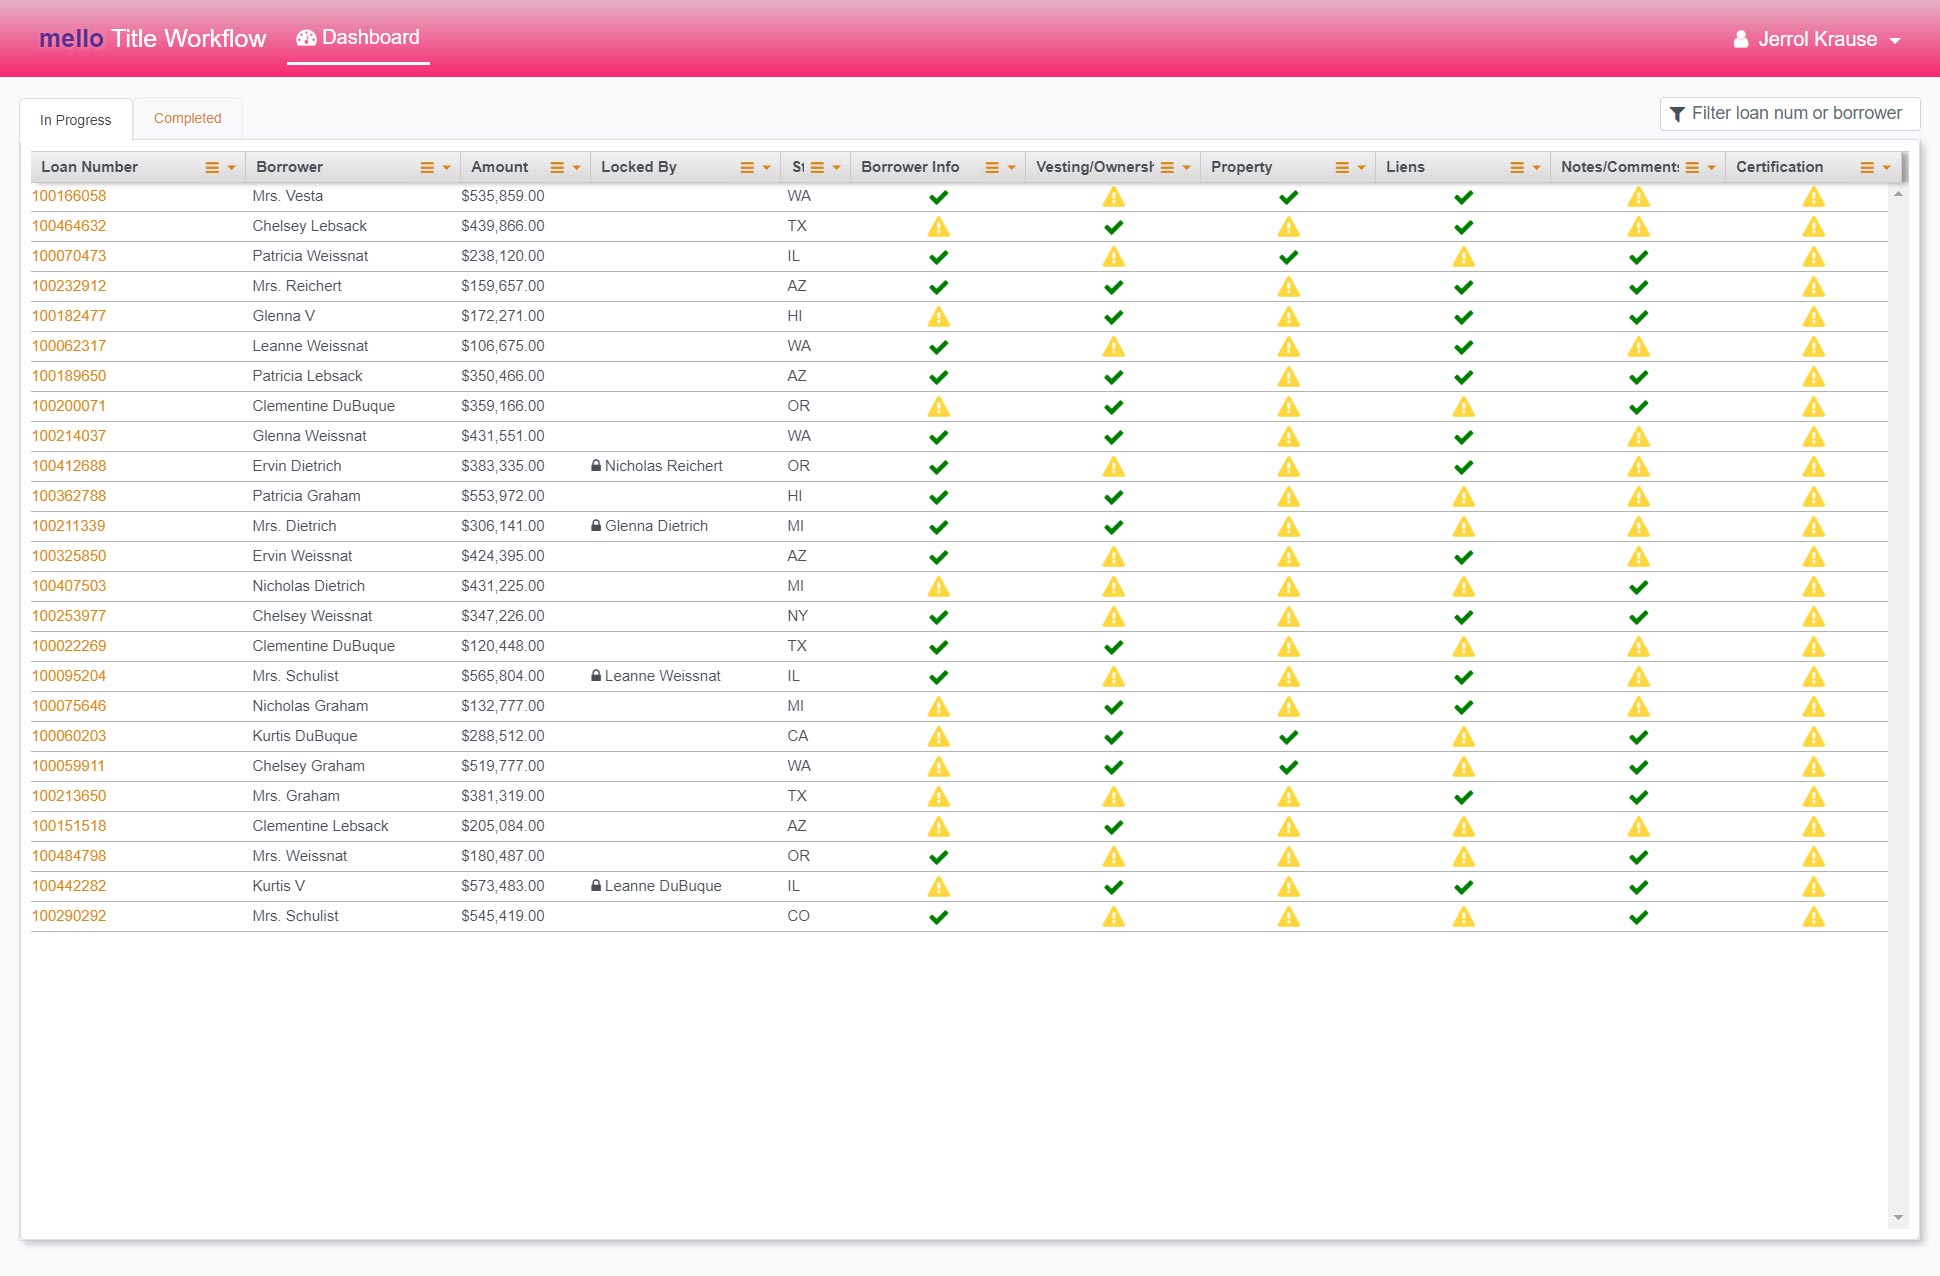 mello Title Workflow Dashboard Jerrol Krause
In Progress Completed Filter loan num or borrower
Loan Number Borrower Amount Locked By St Borrower Info Vesting/Ownersh Property Liens Notes/Comments Certification
100166058 Mrs. Vesta $535,859.00 WA
100464632 Chelsey Lebsack $439,866.00 TX
100070473 Patricia Weissnat $238,120.00 IL
100232912 Mrs. Reichert $159,657.00 AZ
100182477 Glenna V $172,271.00 HI
100062317 Leanne Weissnat $106,675.00 WA
100189650 Patricia Lebsack $350,466.00 AZ
100200071 Clementine DuBuque $359,166.00 OR
100214037 Glenna Weissnat $431,551.00 WA
100412688 Ervin Dietrich $383,335.00 Nicholas Reichert OR
100362788 Patricia Graham $553,972.00 HI
100211339 Mrs. Dietrich $306,141.00 Glenna Dietrich MI
100325850 Ervin Weissnat $424,395.00 AZ
100407503 Nicholas Dietrich $431,225.00 MI
100253977 Chelsey Weissnat $347,226.00 NY
100022269 Clementine DuBuque $120,448.00 TX
100095204 Mrs. Schulist $565,804.00 Leanne Weissnat IL
100075646 Nicholas Graham $132,777.00 MI
100060203 Kurtis DuBuque $288,512.00 CA
100059911 Chelsey Graham $519,777.00 WA
100213650 Mrs. Graham $381,319.00 TX
100151518 Clementine Lebsack $205,084.00 AZ
100484798 Mrs. Weissnat $180,487.00 OR
100442282 Kurtis V $573,483.00 Leanne DuBuque IL
100290292 Mrs. Schulist $545,419.00 CO